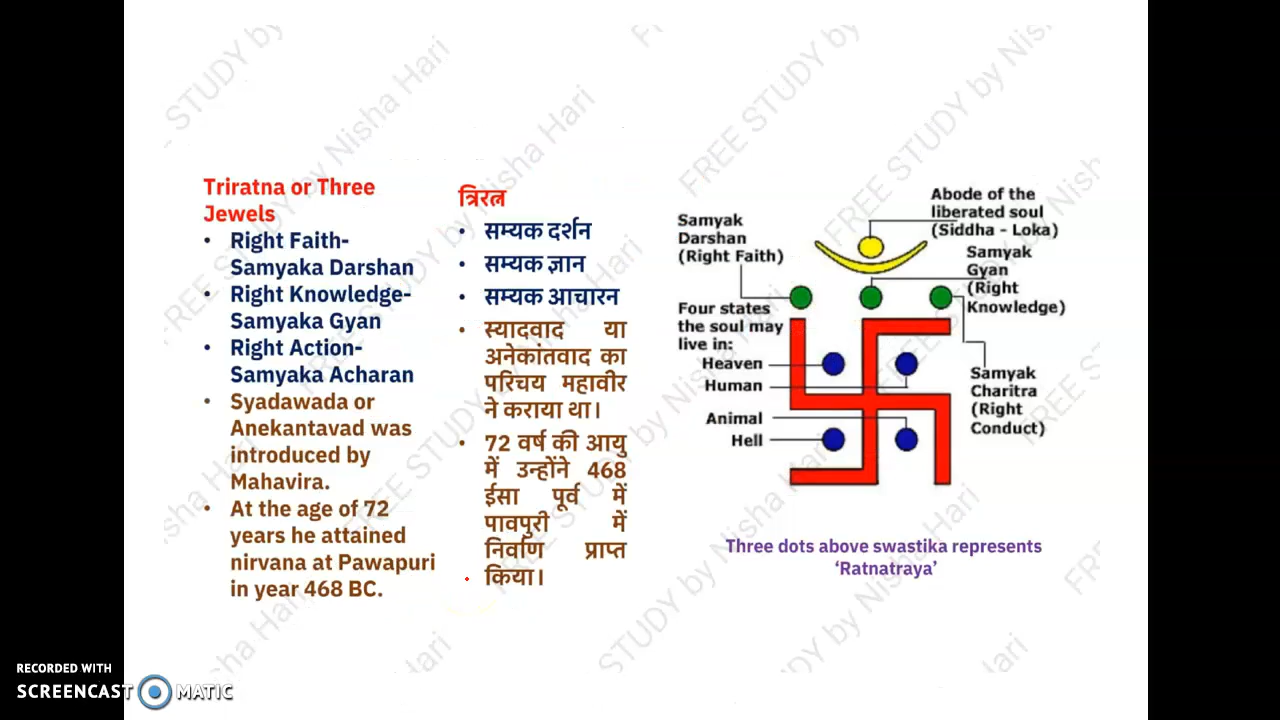 Triratna or Three
Jewels
• Right Faith-
Samyaka Darshan
• Right Knowledge-
Samyaka Gyan
• Right Action-
Samyaka Acharan
• Syadawada or
Anekantavad was
introduced by
Mahavira.
• At the age of 72
years he attained
nirvana at Pawapuri
in year 468 BC.
त्रिरत्न
• सम्यक दर्शन
• सम्यक ज्ञान
• सम्यक आचारन
• स्यादवाद या
अनेकांतवाद का
परिचय महावीर
ने कराया था।
• 72 वर्ष की आयु
में उन्होंने 468
ईसा पूर्व में
पावपुरी में
निर्वाण प्राप्त
किया।
Samyak
Darshan
(Right Faith)
Abode of the
liberated soul
(Siddha - Loka)
Samyak
Gyan
(Right
Knowledge)
Four states
the soul may
live in:
Heaven
Human
Animal
Hell
Samyak
Charitra
(Right
Conduct)
Three dots above swastika represents
‘Ratnatraya’
FREE STUDY by Nisha Hari
RECORDED WITH
SCREENCAST MATIC